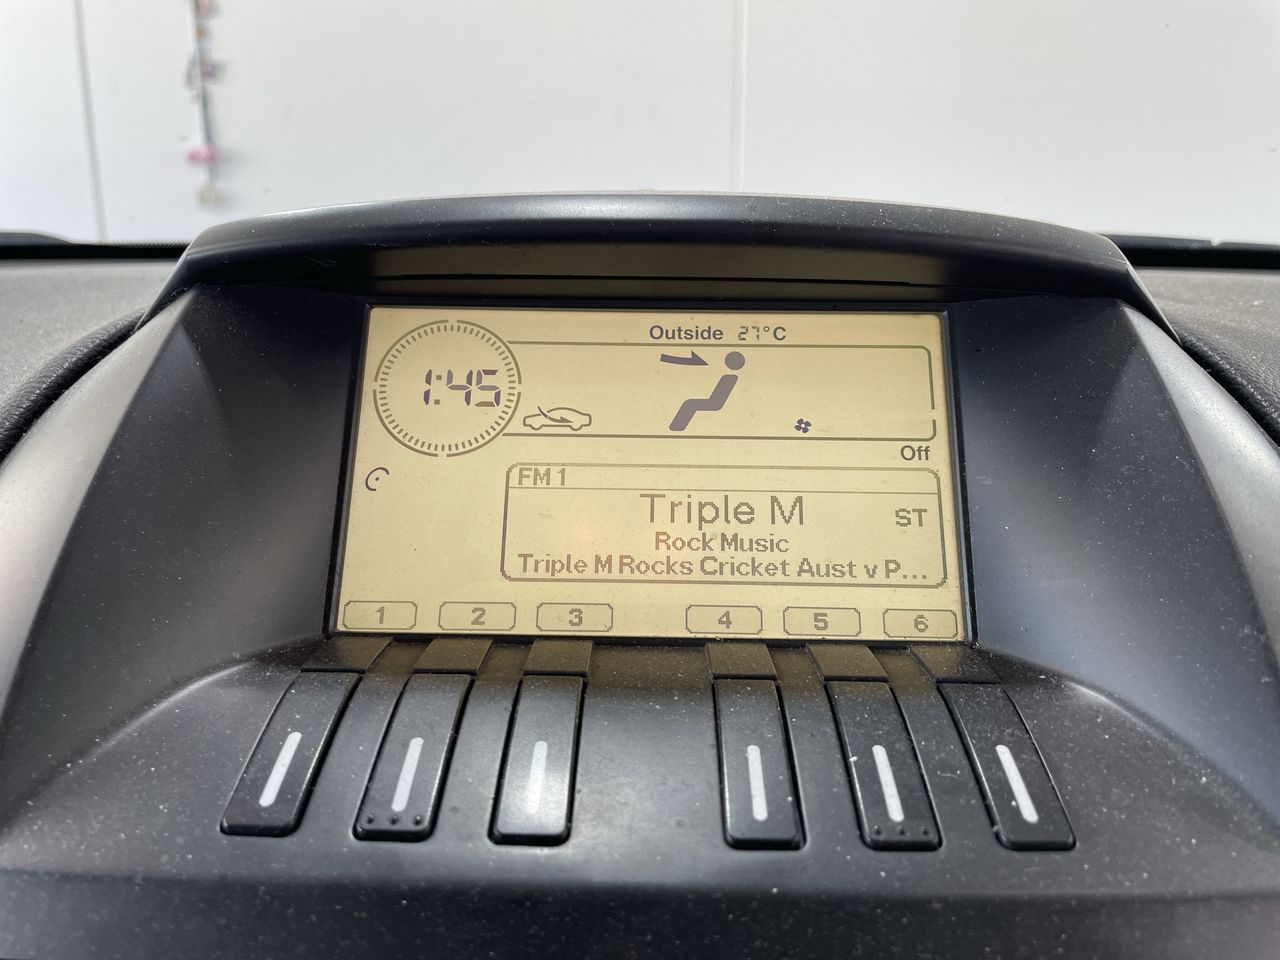 Outside 27°C
1:45
Off
FM 1
Triple M
ST
Rock Music
Triple M Rocks Cricket Aust v P...
1 2 3 4 5 6